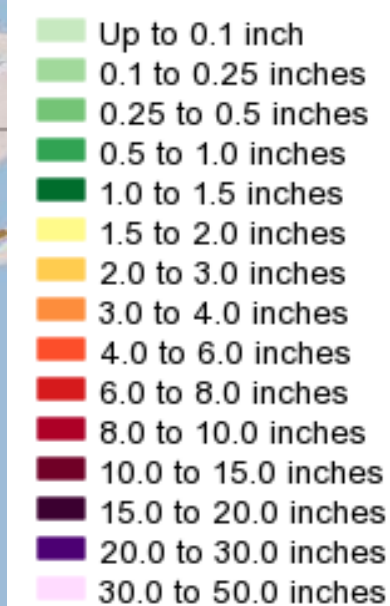 Up to 0.1 inch
0.1 to 0.25 inches
0.25 to 0.5 inches
0.5 to 1.0 inches
1.0 to 1.5 inches
1.5 to 2.0 inches
2.0 to 3.0 inches
3.0 to 4.0 inches
4.0 to 6.0 inches
6.0 to 8.0 inches
8.0 to 10.0 inches
10.0 to 15.0 inches
15.0 to 20.0 inches
20.0 to 30.0 inches
30.0 to 50.0 inches